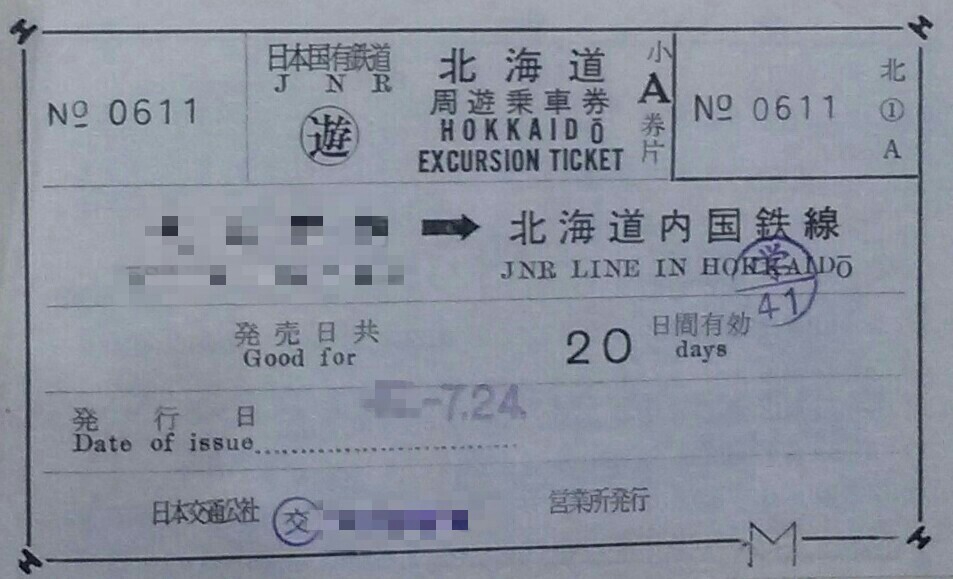 No 0611
日本国有鉄道
J N R
遊
北海道
周遊乗車券
HOKKAIDŌ
EXCURSION TICKET
小
A
券
片
No 0611
北
①
A
北海道内国鉄線
JNR LINE IN HOKKAIDŌ
学
41
発売日共 20 日間有効
Good for days
発行日 -7.24
Date of issue
日本交通公社 交 営業所発行